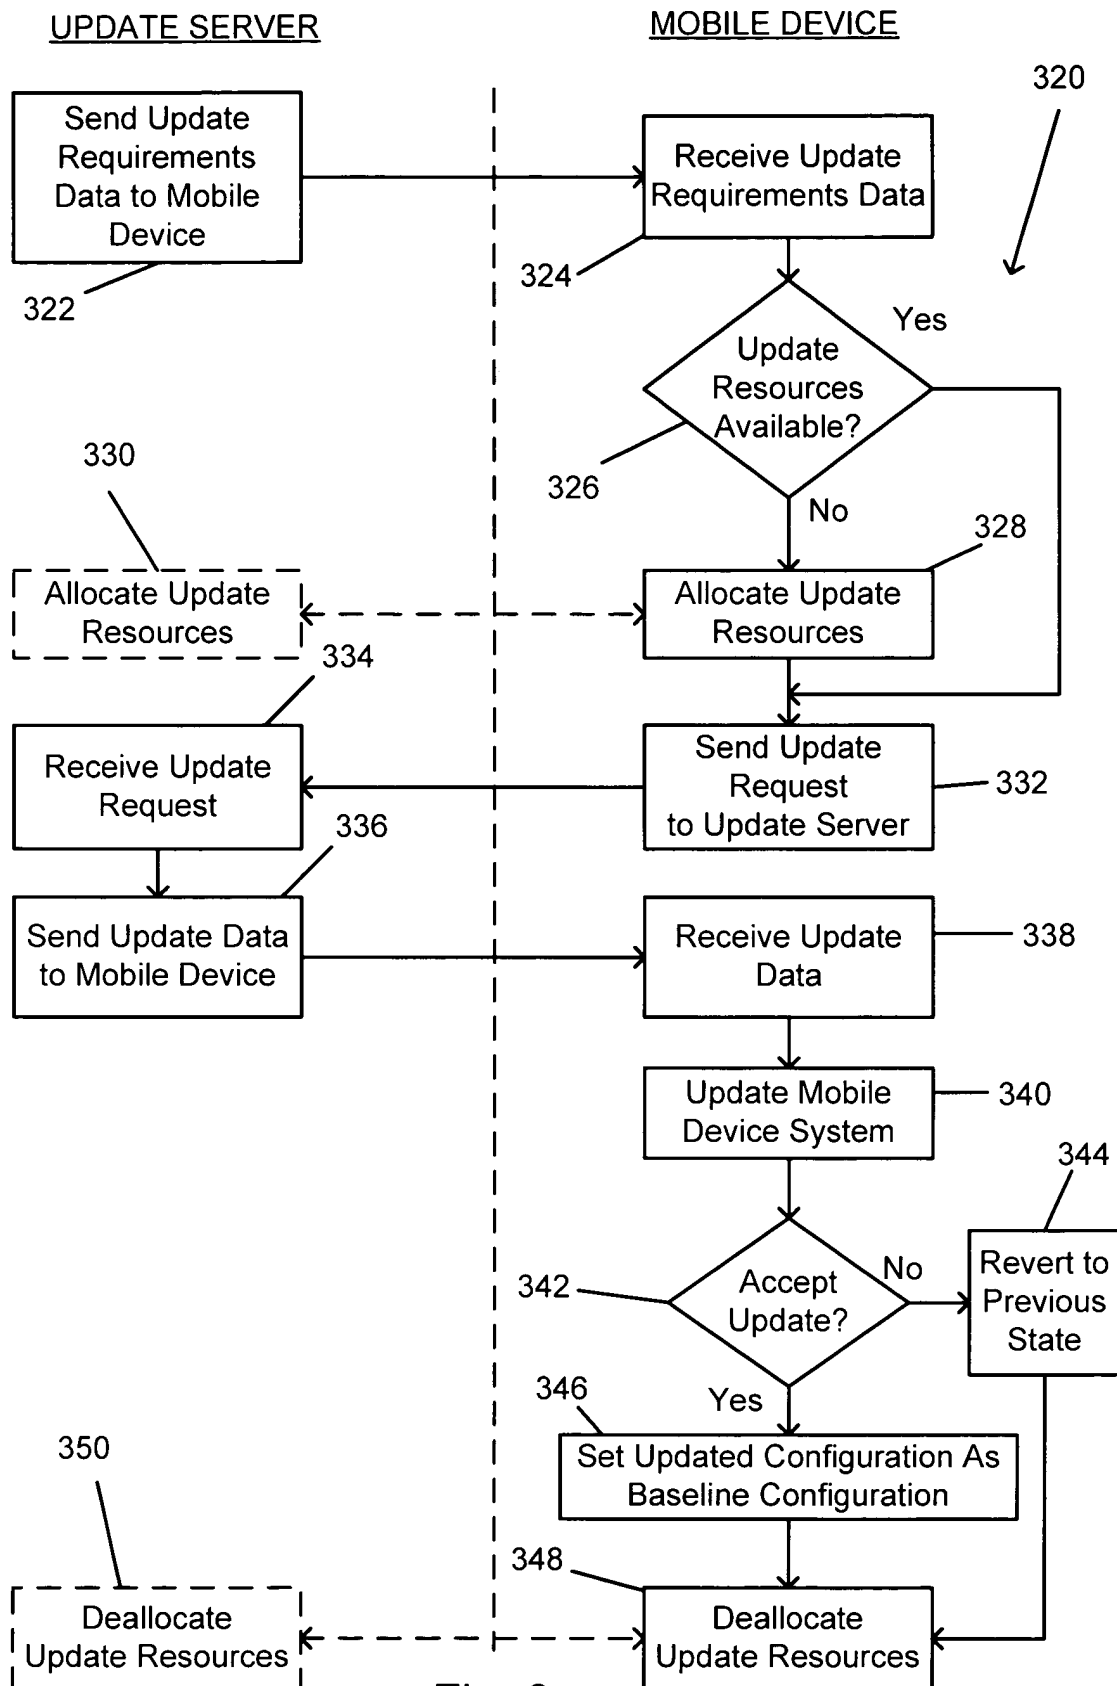 UPDATE SERVER
MOBILE DEVICE
320
Send Update
Requirements
Data to Mobile
Device
322
Receive Update
Requirements Data
324
Yes
Update
Resources
Available?
326
No
330
328
Allocate Update
Resources
Allocate Update
Resources
334
Receive Update
Request
Send Update
Request
to Update Server
332
336
Send Update Data
to Mobile Device
Receive Update
Data
338
Update Mobile
Device System
340
344
342
Accept
Update?
No
Revert to
Previous
State
346
Yes
Set Updated Configuration As
Baseline Configuration
350
348
Deallocate
Update Resources
Deallocate
Update Resources